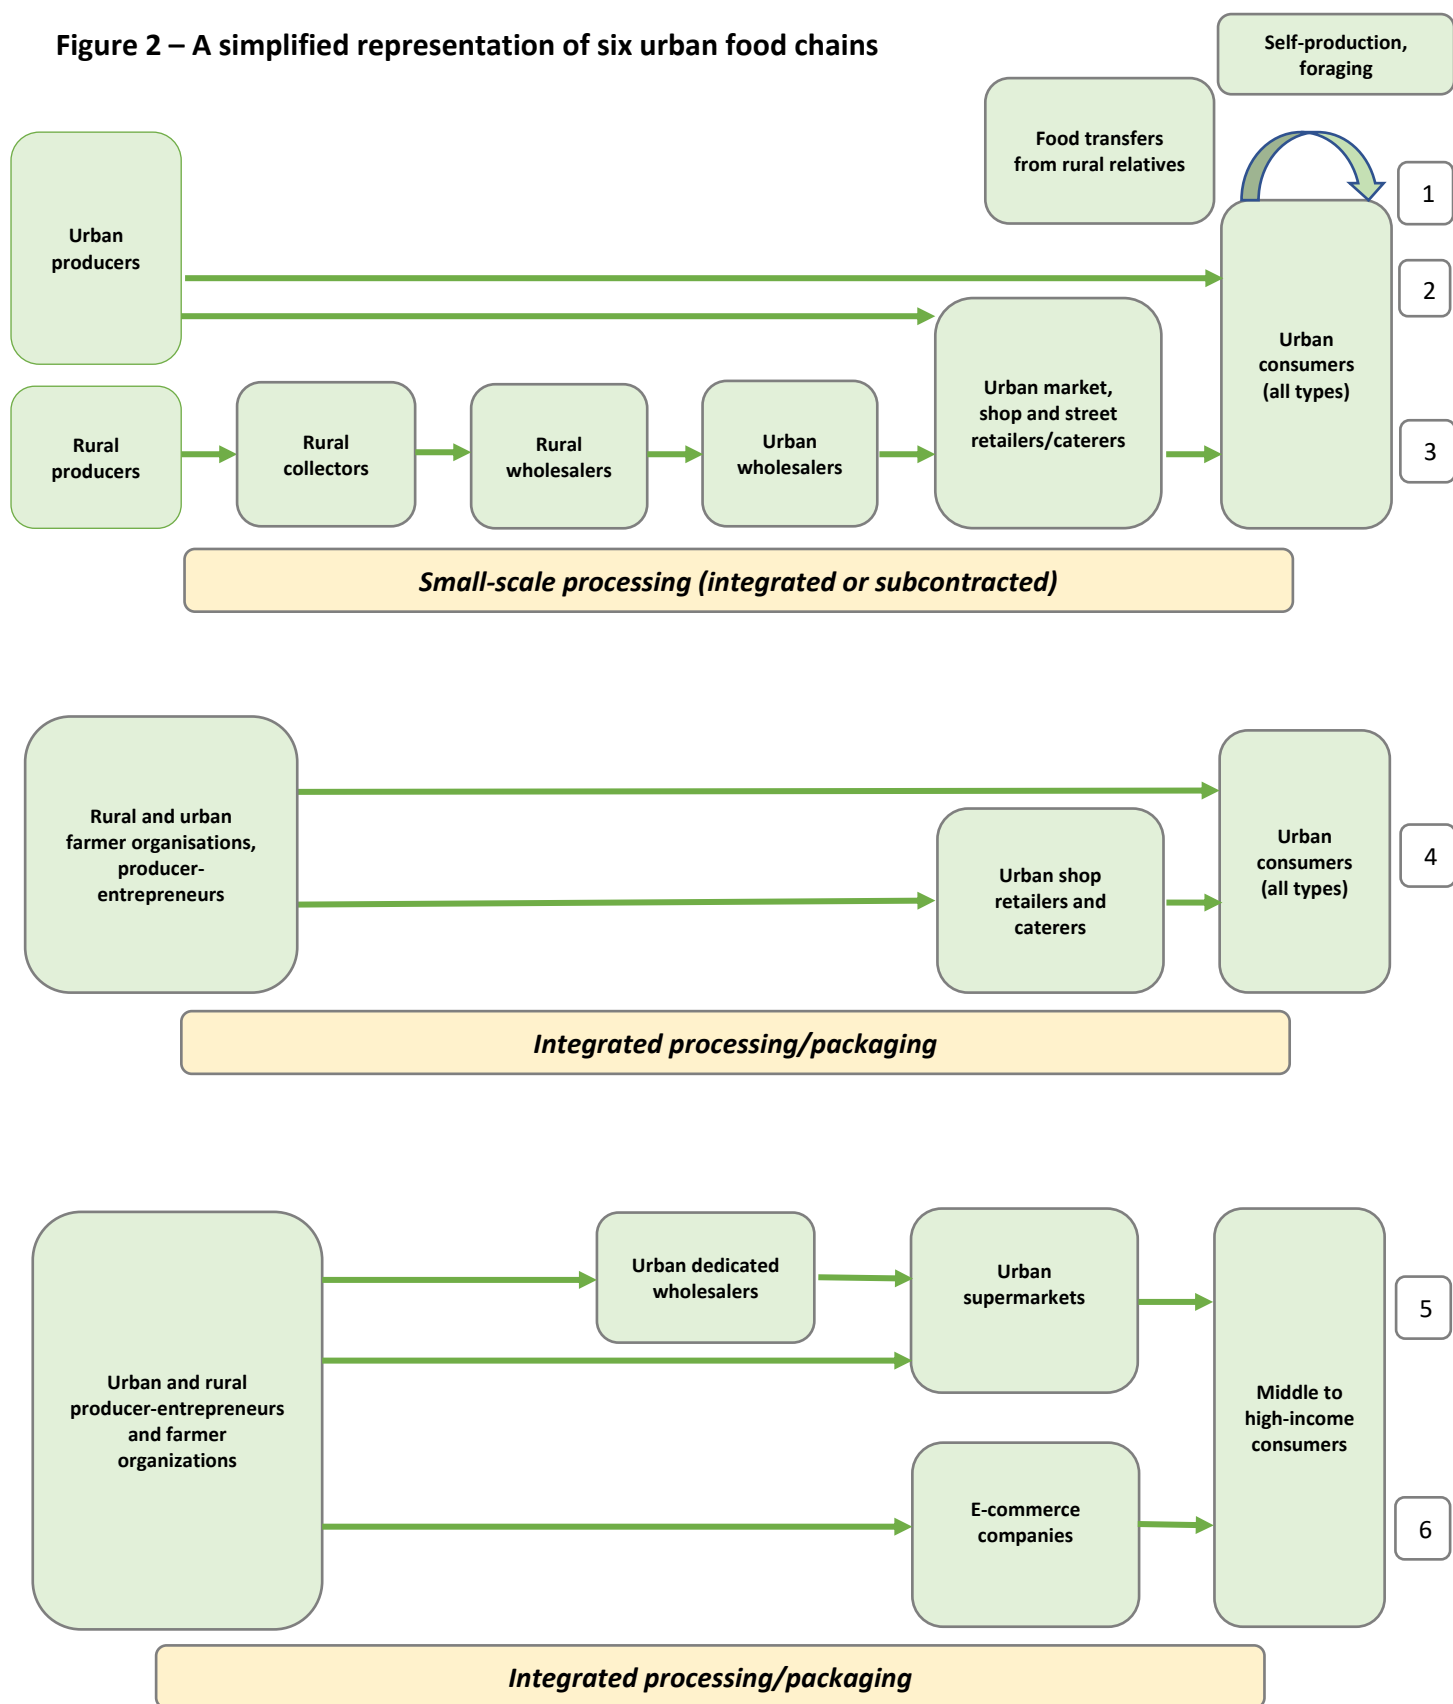 Figure 2 – A simplified representation of six urban food chains
Self-production,
foraging
Food transfers
from rural relatives
1
Urban
producers
2
Urban
consumers
(all types)
Urban market,
shop and street
retailers/caterers
Rural
producers
Rural
collectors
Rural
wholesalers
Urban
wholesalers
3
Small-scale processing (integrated or subcontracted)
Rural and urban
farmer organisations,
producer-
entrepreneurs
Urban shop
retailers and
caterers
Urban
consumers
(all types)
4
Integrated processing/packaging
Urban dedicated
wholesalers
Urban
supermarkets
5
Urban and rural
producer-entrepreneurs
and farmer
organizations
Middle to
high-income
consumers
E-commerce
companies
6
Integrated processing/packaging